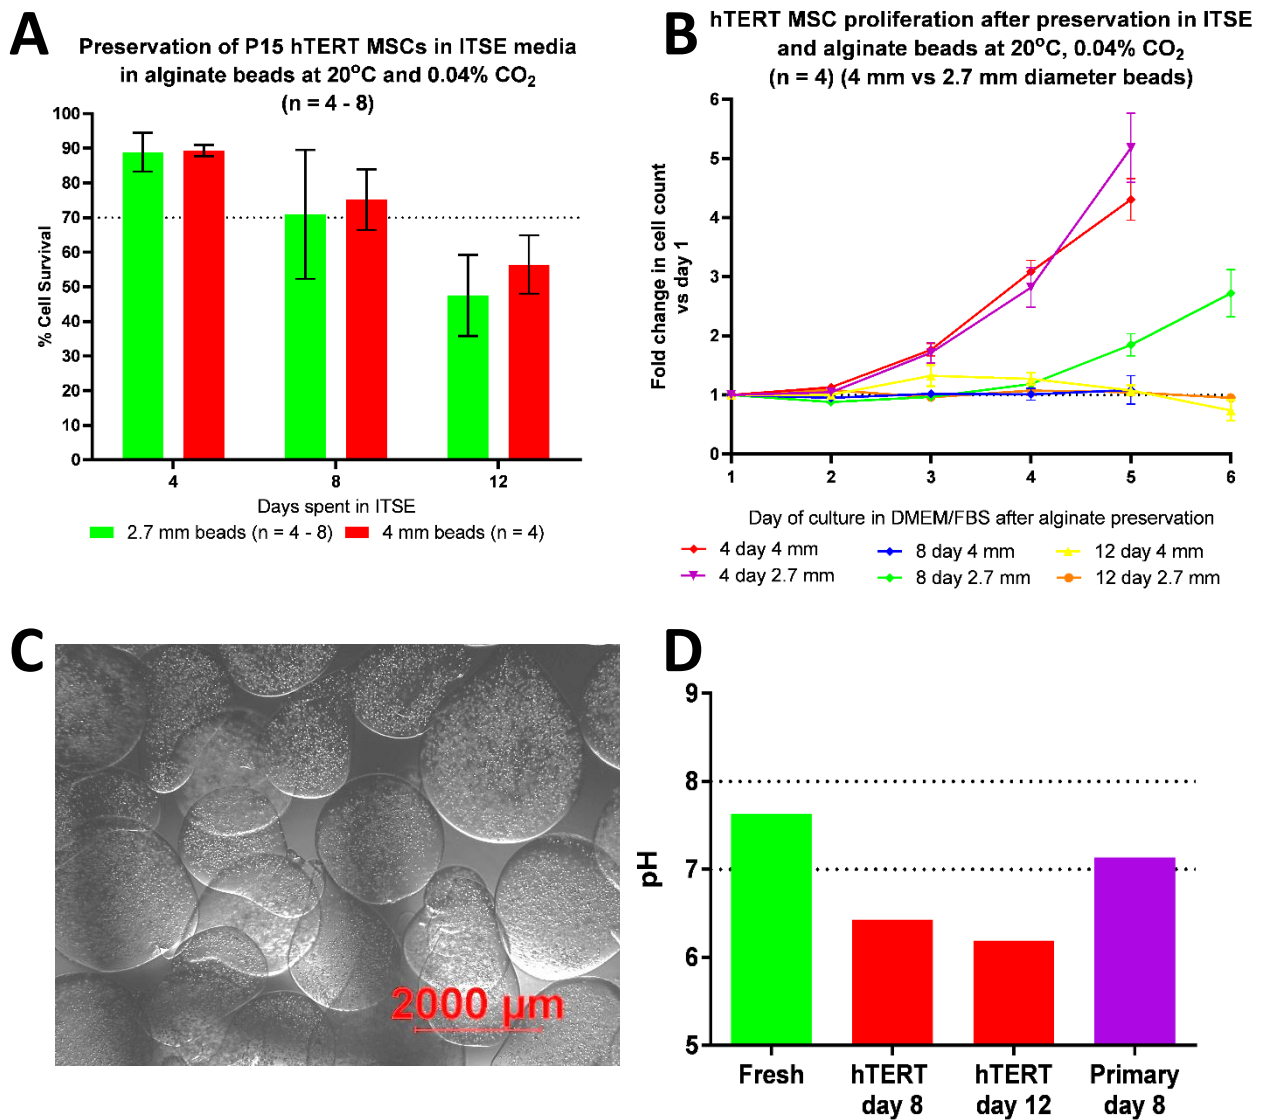 A
Preservation of P15 hTERT MSCs in ITSE media
in alginate beads at 20°C and 0.04% CO₂
(n = 4 - 8)
100
90
80
70
60
50
40
30
20
10
0
% Cell Survival
4
8
12
Days spent in ITSE
2.7 mm beads (n = 4 - 8)
4 mm beads (n = 4)
B
hTERT MSC proliferation after preservation in ITSE
and alginate beads at 20°C, 0.04% CO₂
(n = 4) (4 mm vs 2.7 mm diameter beads)
6
5
4
3
2
1
0
Fold change in cell count
vs day 1
1
2
3
4
5
6
Day of culture in DMEM/FBS after alginate preservation
4 day 4 mm
8 day 4 mm
12 day 4 mm
4 day 2.7 mm
8 day 2.7 mm
12 day 2.7 mm
C
2000 µm
D
9
8
7
6
5
pH
Fresh
hTERT
day 8
hTERT
day 12
Primary
day 8